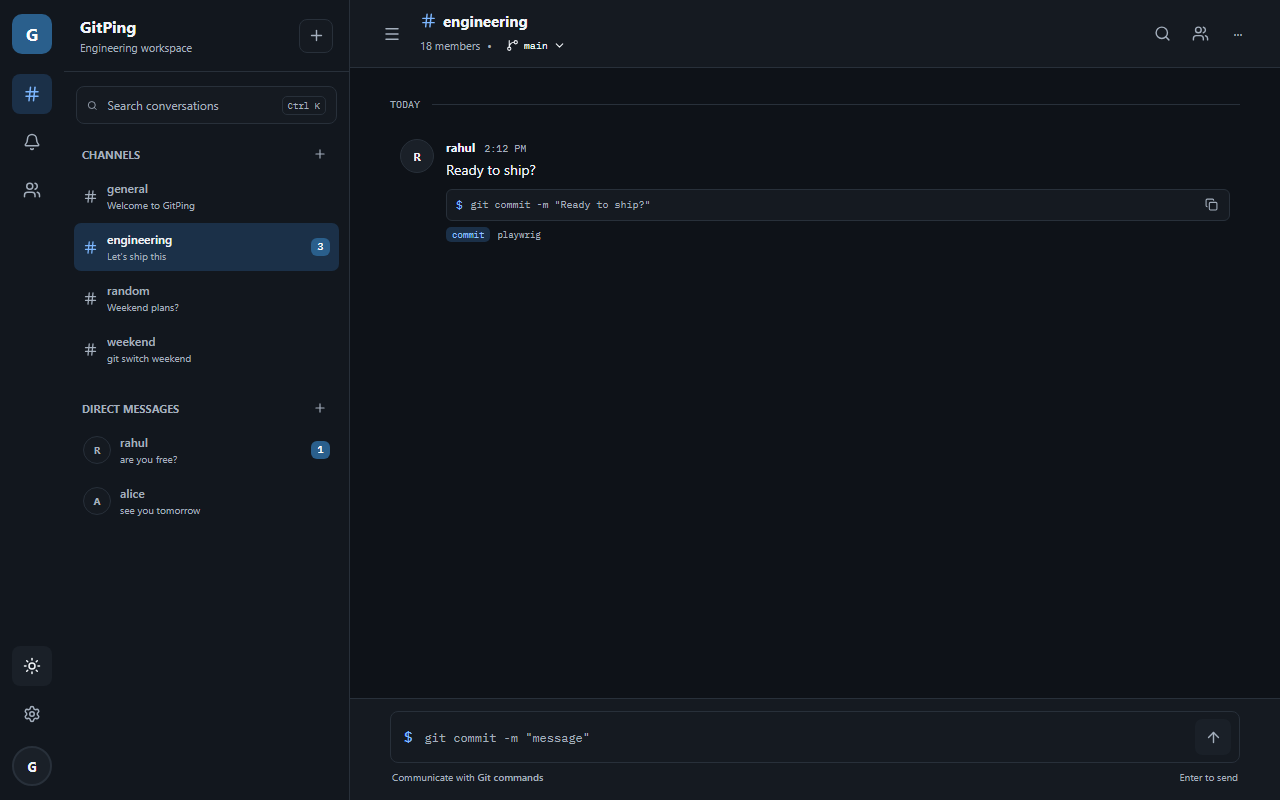 G
GitPing
Engineering workspace
Search conversations
Ctrl K
CHANNELS
general
Welcome to GitPing
engineering
3
Let's ship this
random
Weekend plans?
weekend
git switch weekend
DIRECT MESSAGES
R
rahul
1
are you free?
A
alice
see you tomorrow
G
# engineering
18 members • main
TODAY
R
rahul 2:12 PM
Ready to ship?
$ git commit -m "Ready to ship?"
commit playwrig
$ git commit -m "message"
Communicate with Git commands
Enter to send